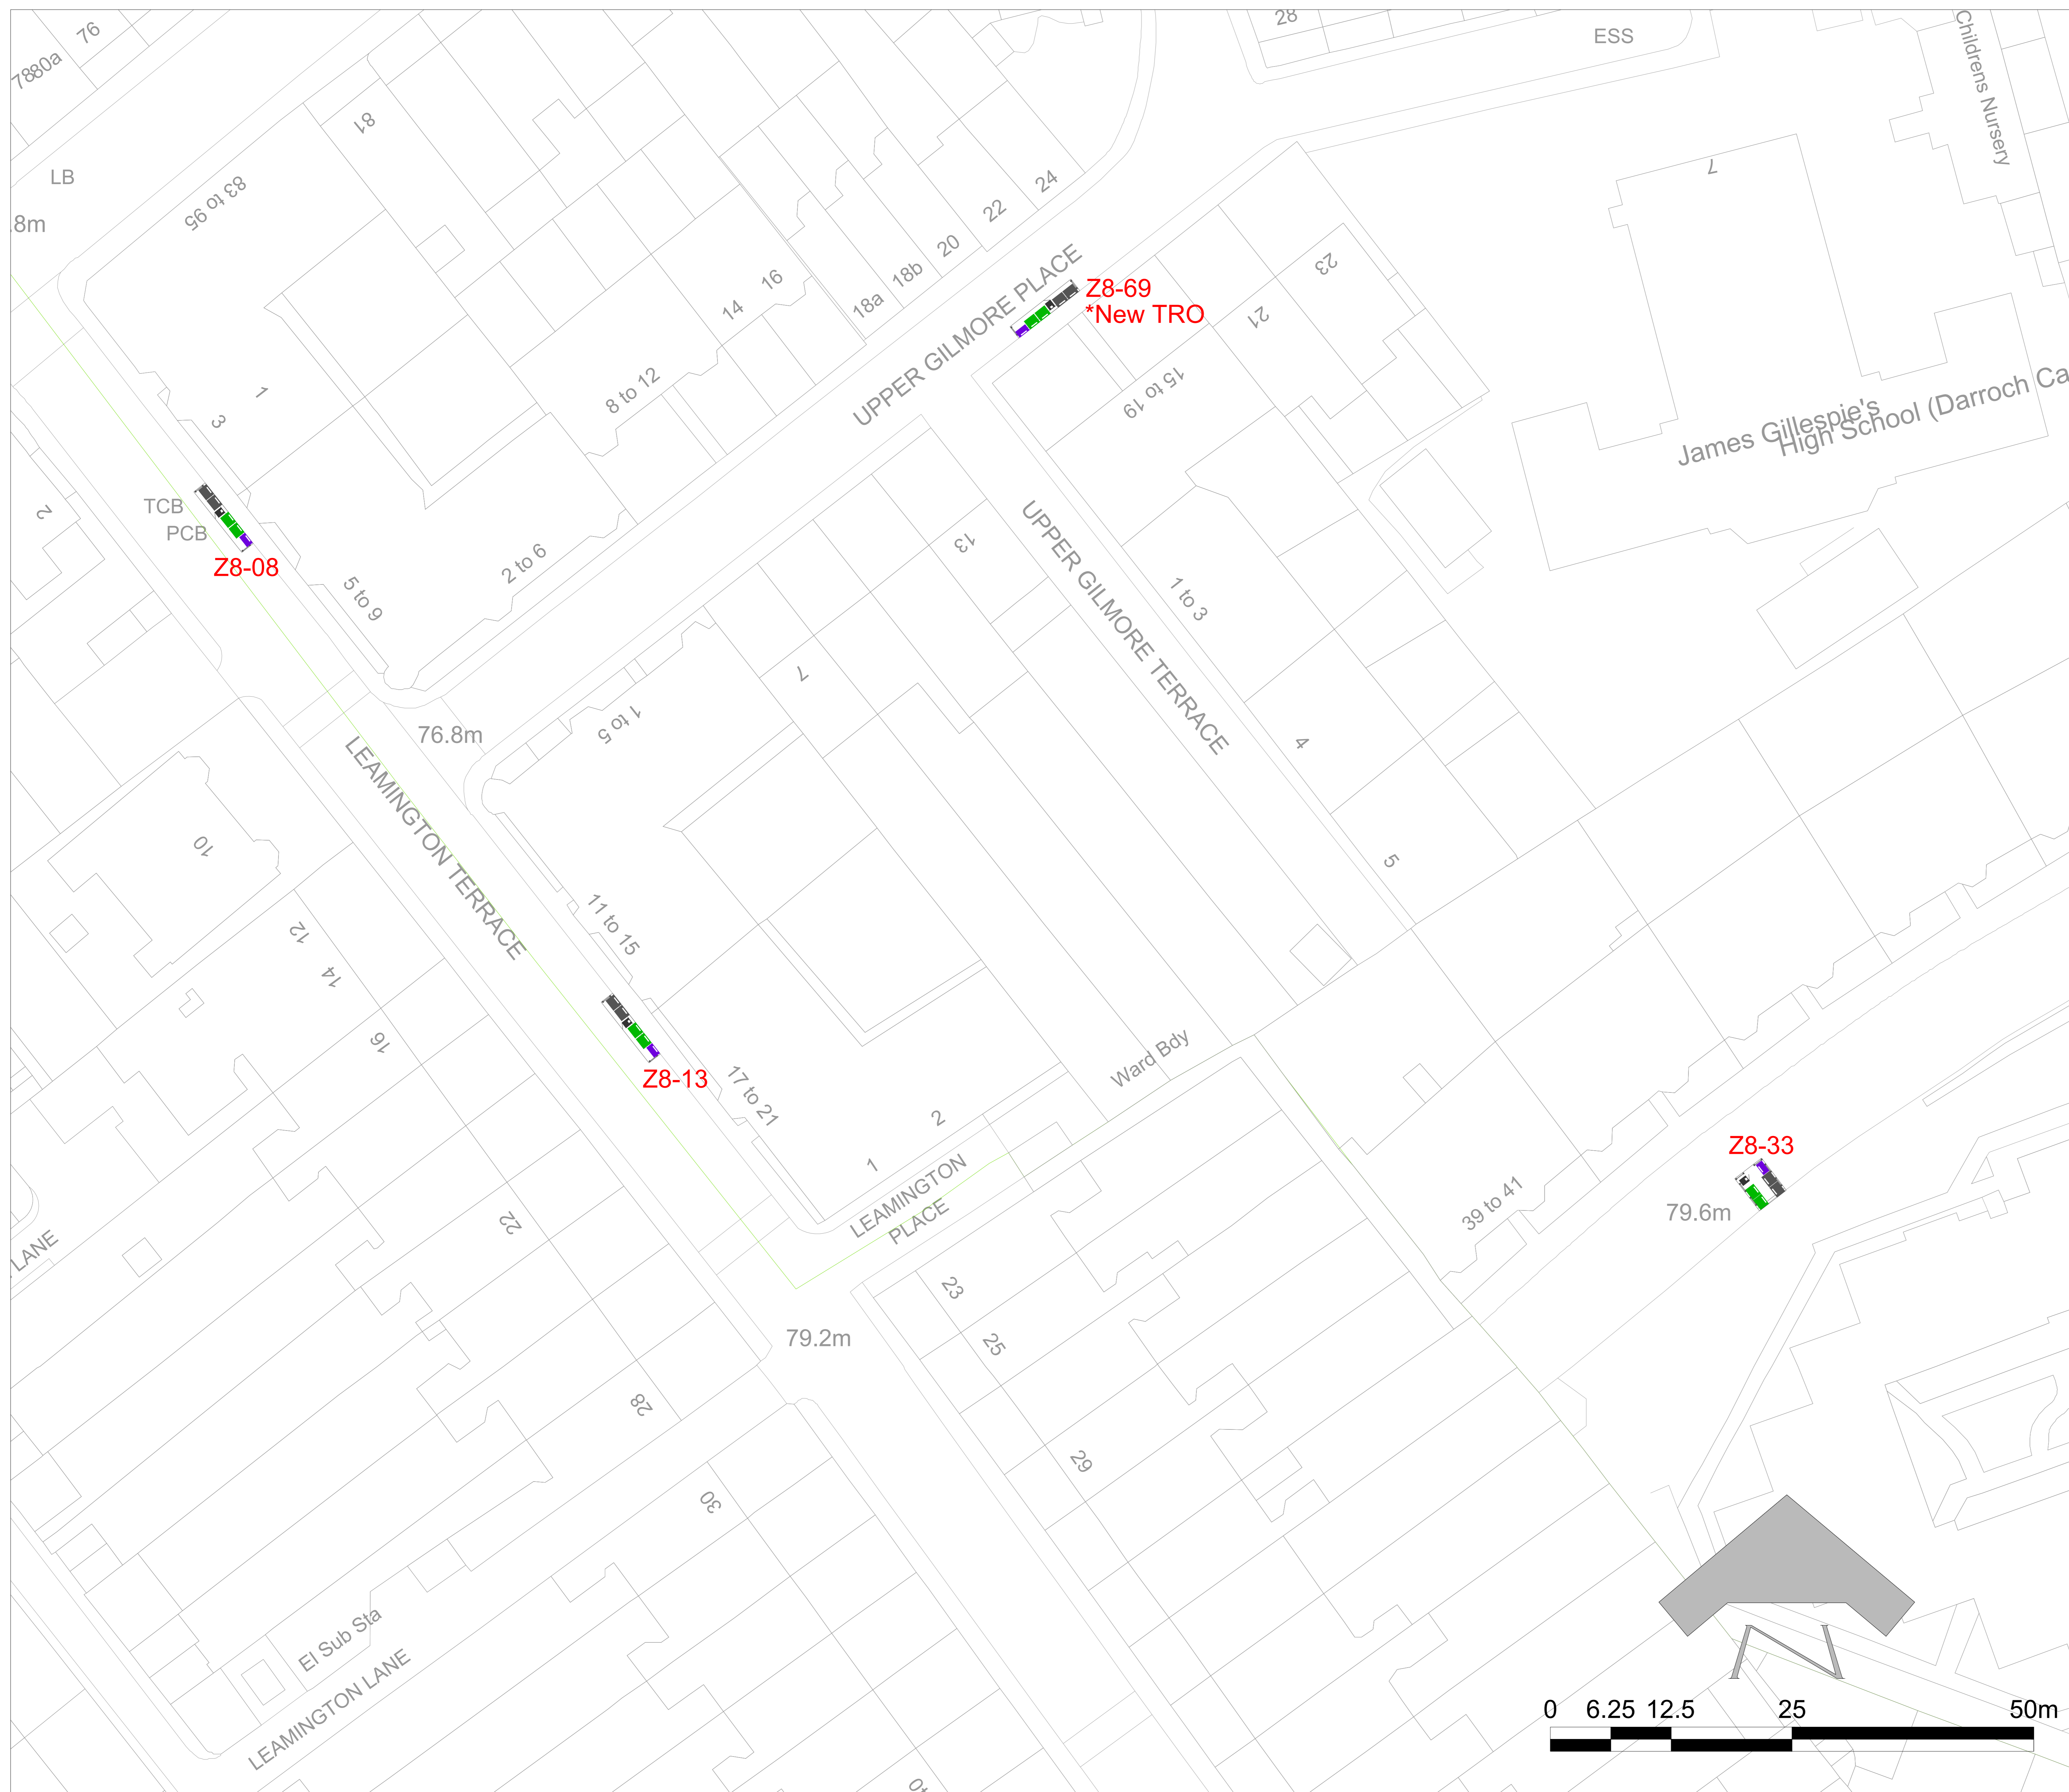 76
78
80a
28
ESS
Childrens Nursery
81
LB
83 to 95
.8m
7
24
22
20
18b
18a
16
14
8 to 12
UPPER GILMORE PLACE
Z8-69
*New TRO
23
21
15 to 19
James Gillespie's
High School (Darroch Ca
1
3
2
TCB
PCB
Z8-08
5 to 9
2 to 6
13
UPPER GILMORE TERRACE
1 to 3
7
1 to 5
76.8m
4
LEAMINGTON TERRACE
10
5
11 to 15
12
14
16
Z8-13
17 to 21
Ward Bdy
2
1
LEAMINGTON
PLACE
Z8-33
39 to 41
79.6m
22
LANE
23
25
79.2m
28
29
30
El Sub Sta
LEAMINGTON LANE
N
0 6.25 12.5 25 50m